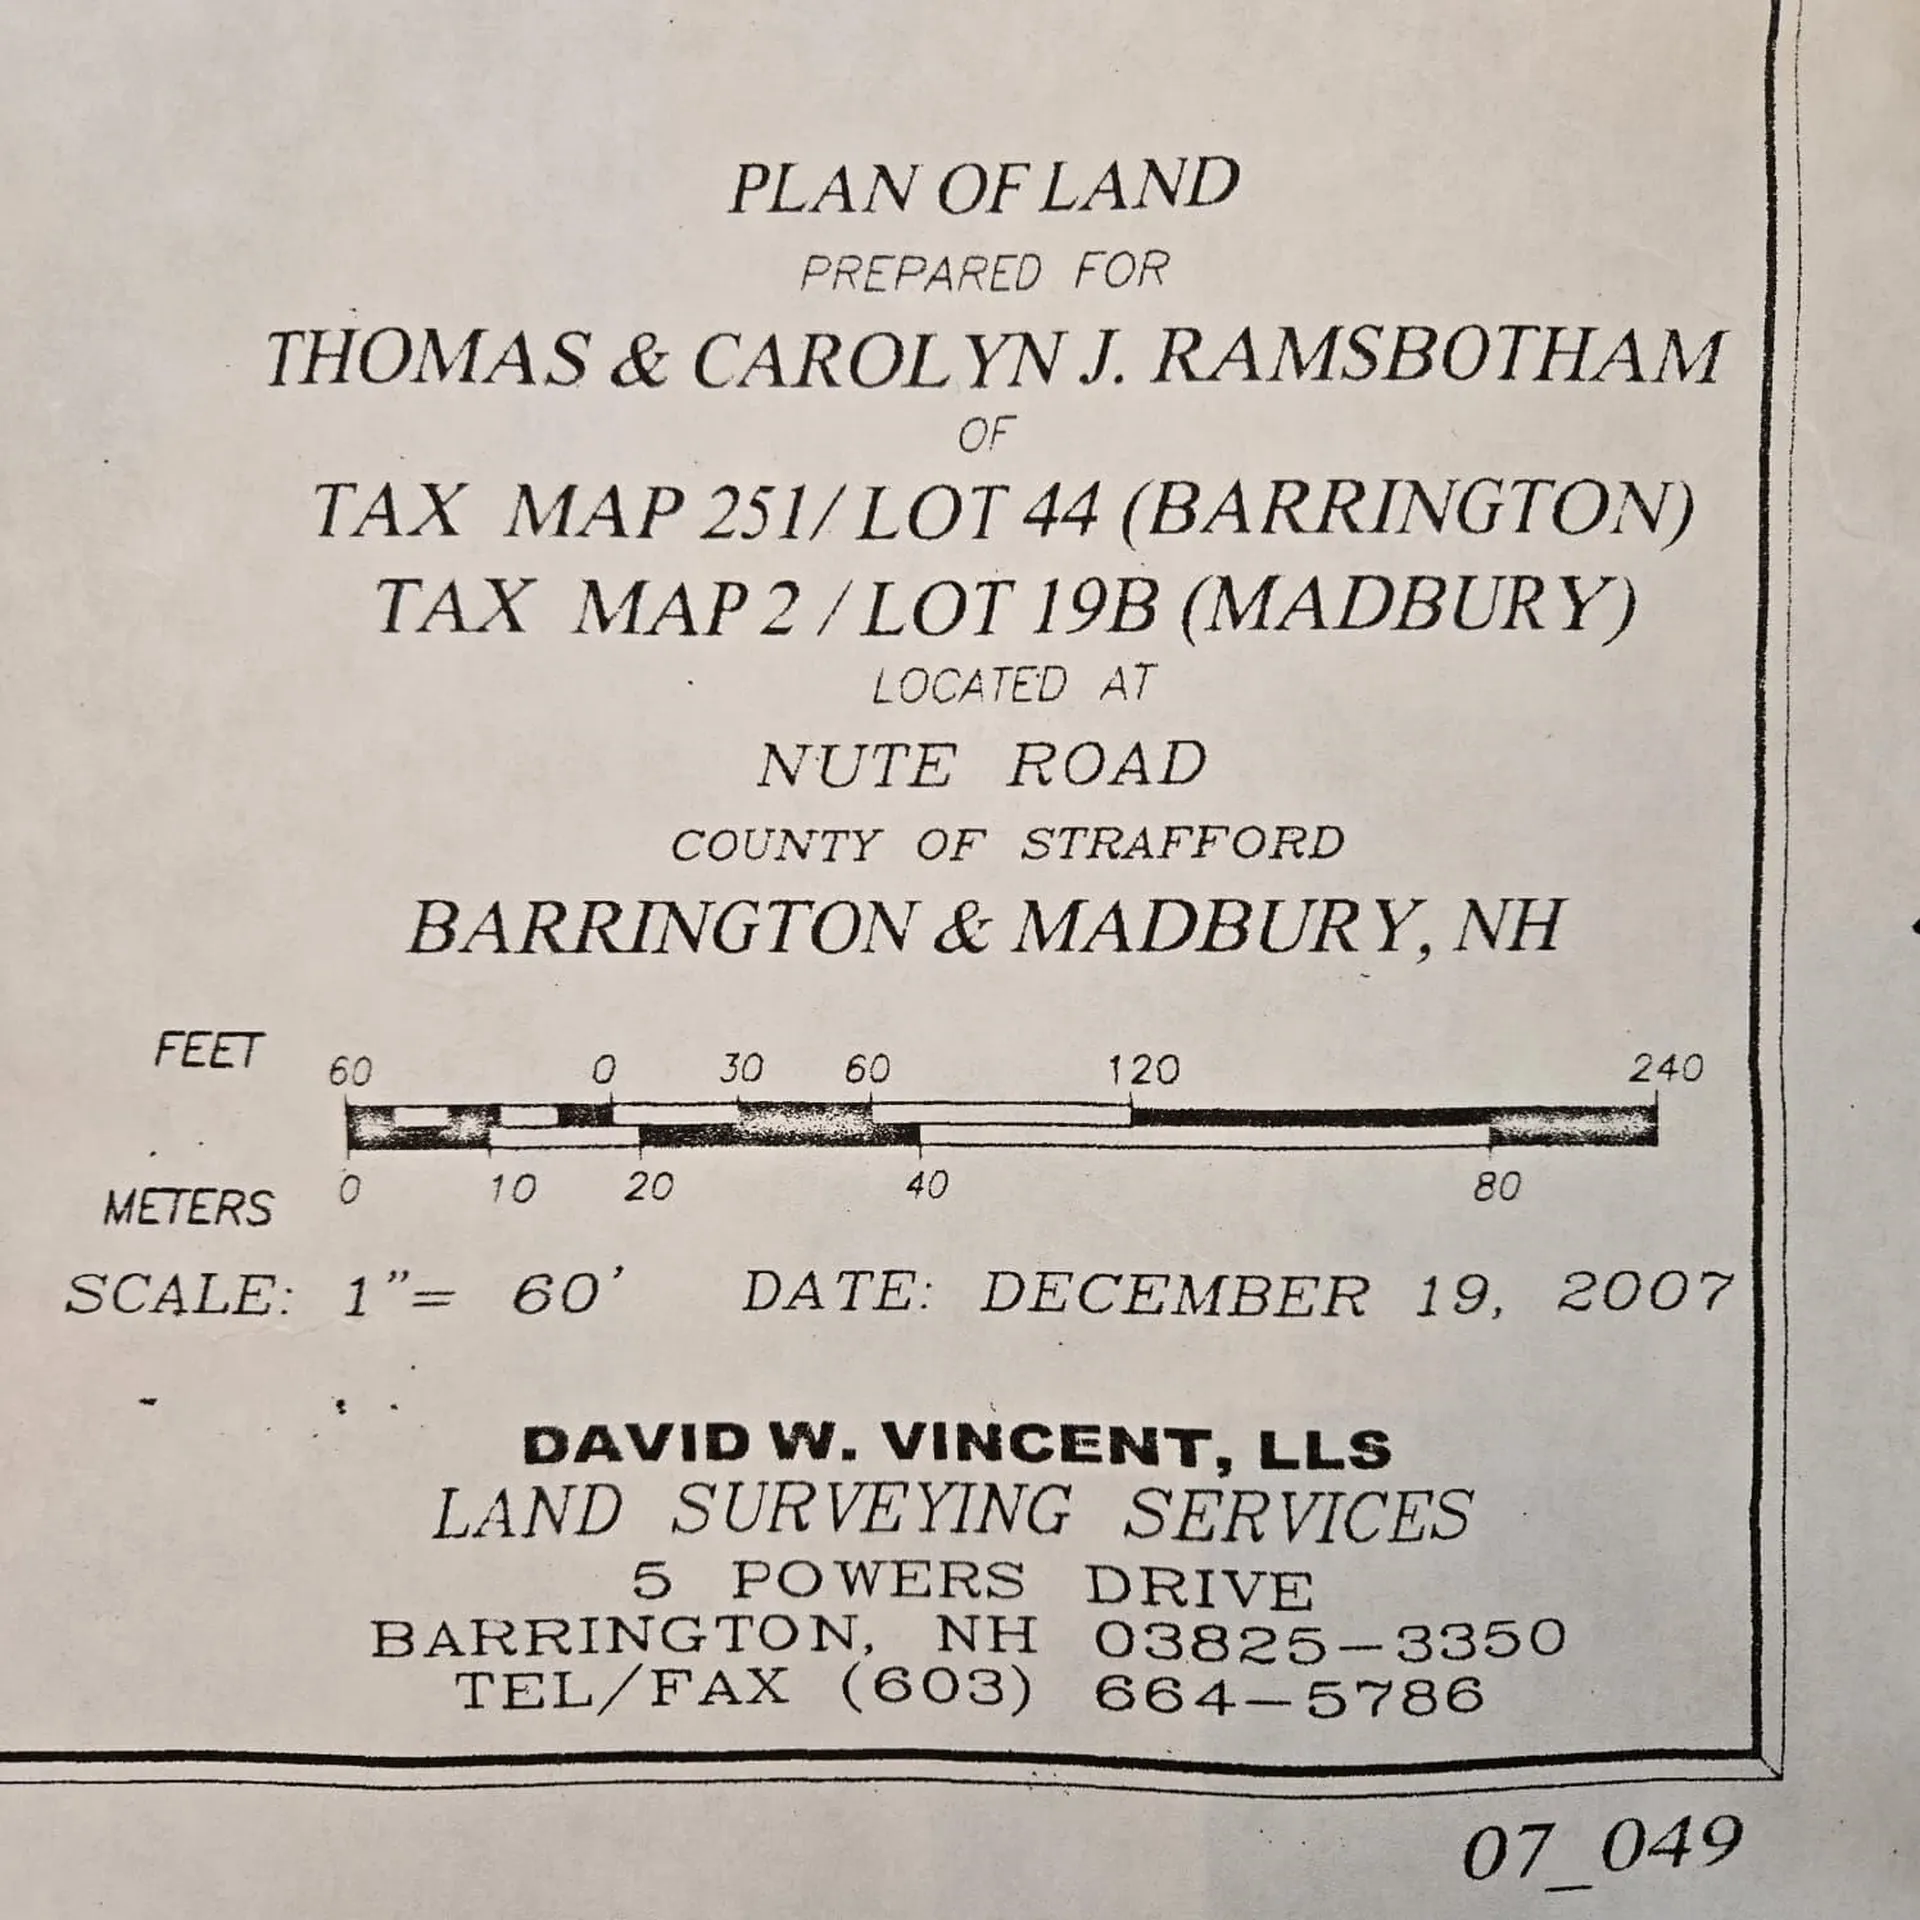 PLAN OF LAND
PREPARED FOR
THOMAS & CAROLYN J. RAMSBOTHAM
OF
TAX MAP 251/ LOT 44 (BARRINGTON)
TAX MAP 2 / LOT 19B (MADBURY)
LOCATED AT
NUTE ROAD
COUNTY OF STRAFFORD
BARRINGTON & MADBURY, NH
FEET 60 0 30 60 120 240
METERS 0 10 20 40 80
SCALE: 1"= 60' DATE: DECEMBER 19, 2007
DAVID W. VINCENT, LLS
LAND SURVEYING SERVICES
5 POWERS DRIVE
BARRINGTON, NH 03825-3350
TEL/FAX (603) 664-5786
07_049